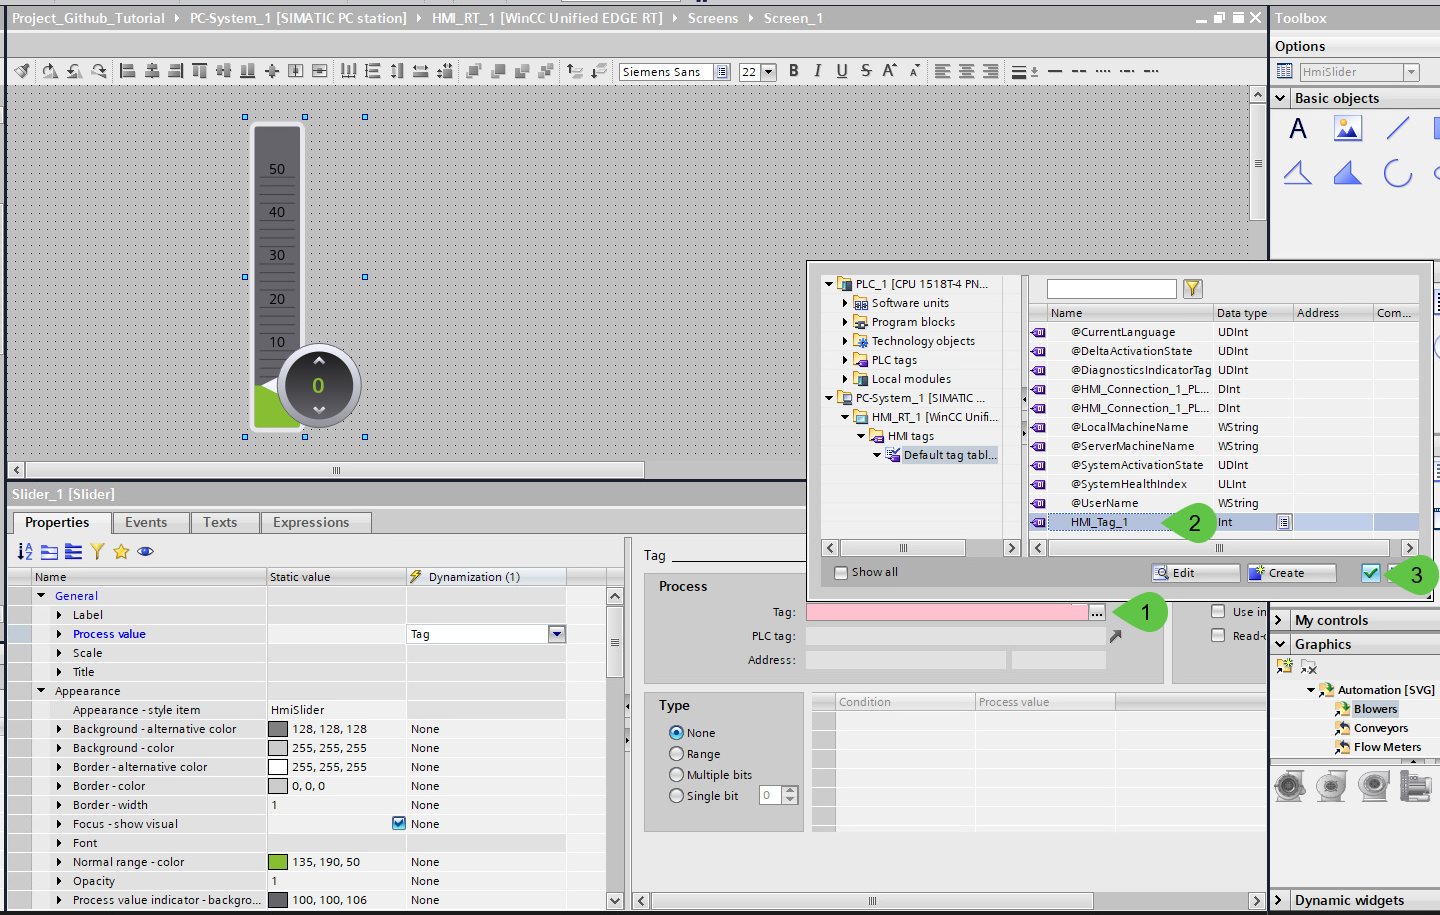 Project_Github_Tutorial › PC-System_1 [SIMATIC PC station] › HMI_RT_1 [WinCC Unified EDGE RT] › Screens › Screen_1
Toolbox
Options
HmiSlider
Siemens Sans
22
B I U S A A
Basic objects
A
50
40
30
20
10
0
PLC_1 [CPU 1518T-4 PN...
Software units
Program blocks
Technology objects
PLC tags
Local modules
PC-System_1 [SIMATIC ...
HMI_RT_1 [WinCC Unifi...
HMI tags
Default tag tabl...
Name Data type Address Com...
@CurrentLanguage UDInt
@DeltaActivationState UDInt
@DiagnosticsIndicatorTag UDInt
@HMI_Connection_1_PL... DInt
@HMI_Connection_1_PL... DInt
@LocalMachineName WString
@ServerMachineName WString
@SystemActivationState UDInt
@SystemHealthIndex ULInt
@UserName WString
HMI_Tag_1 2 Int
Show all
Edit
Create
3
Slider_1 [Slider]
Properties Events Texts Expressions
Name Static value Dynamization (1)
General
Label
Process value Tag
Scale
Title
Appearance
Appearance - style item HmiSlider
Background - alternative color 128, 128, 128 None
Background - color 255, 255, 255 None
Border - alternative color 255, 255, 255 None
Border - color 0, 0, 0 None
Border - width 1 None
Focus - show visual None
Font
Normal range - color 135, 190, 50 None
Opacity 1 None
Process value indicator - backgro... 100, 100, 106 None
Tag
Process
Tag: ... 1
PLC tag:
Address:
Use in
Read-o
Type
None
Range
Multiple bits
Single bit 0
Condition Process value
My controls
Graphics
Automation [SVG]
Blowers
Conveyors
Flow Meters
Dynamic widgets